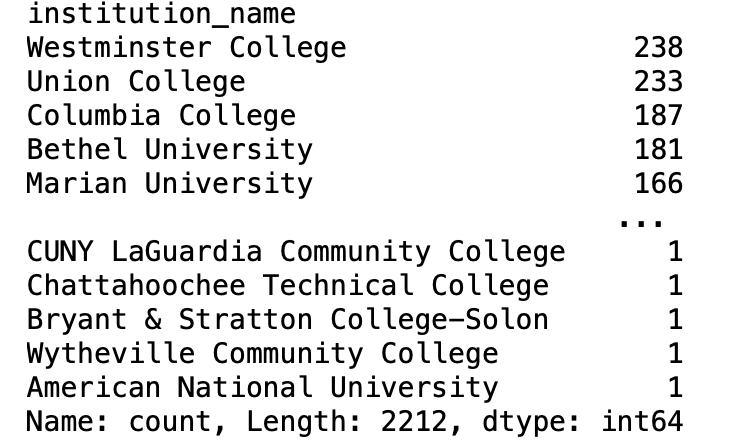 institution_name
Westminster College 238
Union College 233
Columbia College 187
Bethel University 181
Marian University 166
...
CUNY LaGuardia Community College 1
Chattahoochee Technical College 1
Bryant & Stratton College-Solon 1
Wytheville Community College 1
American National University 1
Name: count, Length: 2212, dtype: int64